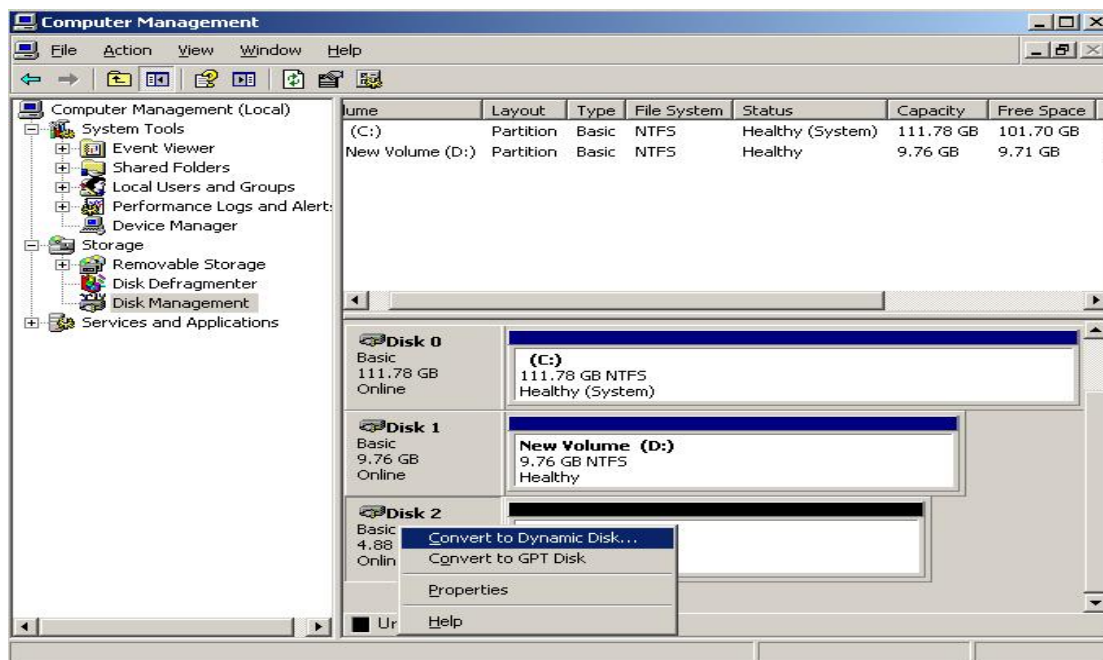 Computer Management
File Action View Window Help
Computer Management (Local)
System Tools
Event Viewer
Shared Folders
Local Users and Groups
Performance Logs and Alert
Device Manager
Storage
Removable Storage
Disk Defragmenter
Disk Management
Services and Applications
lume Layout Type File System Status Capacity Free Space
(C:) Partition Basic NTFS Healthy (System) 111.78 GB 101.70 GB
New Volume (D:) Partition Basic NTFS Healthy 9.76 GB 9.71 GB
Disk 0
Basic
111.78 GB
Online
(C:)
111.78 GB NTFS
Healthy (System)
Disk 1
Basic
9.76 GB
Online
New Volume (D:)
9.76 GB NTFS
Healthy
Disk 2
Basic
4.88
Onlin
Convert to Dynamic Disk...
Convert to GPT Disk
Properties
Help
Ur